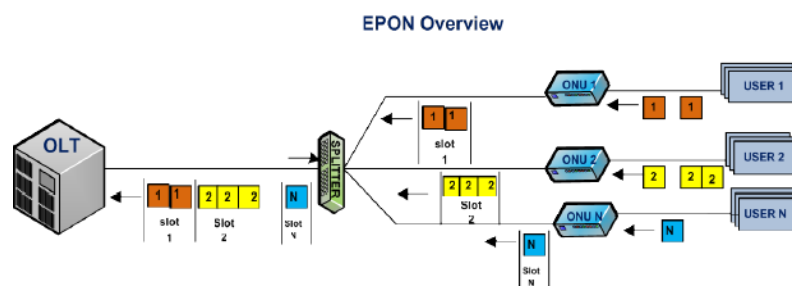 EPON Overview
ONU 1
USER 1
1 1
1 1
slot
1
OLT
SPLITTER
ONU 2
USER 2
2 2 2
2 2 2
Slot
2
1 1
slot
1
2 2 2
Slot
2
N
Slot
N
ONU N
USER N
N
N
Slot
N